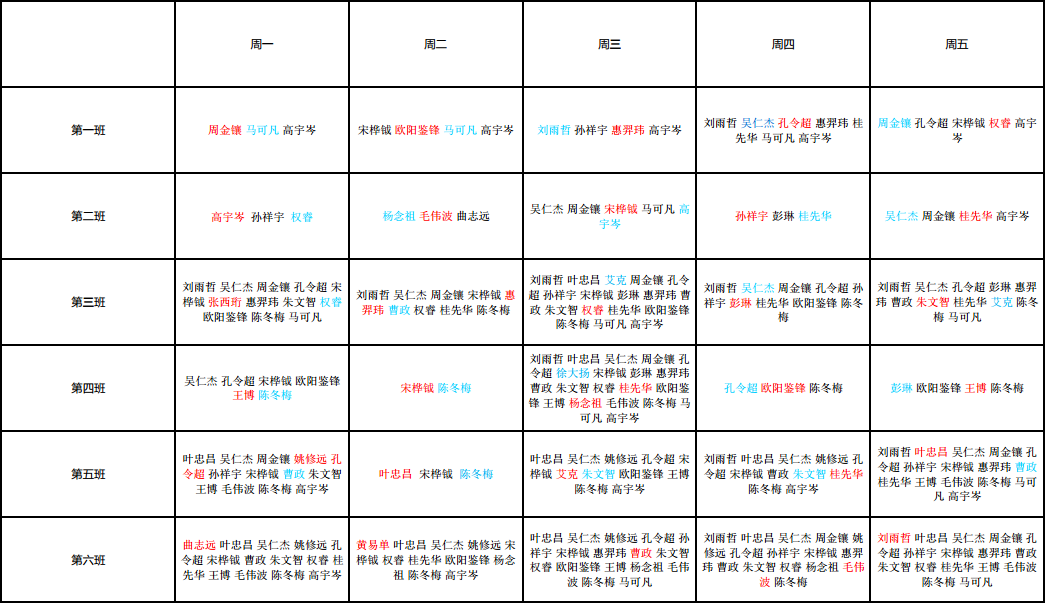 周一 周二 周三 周四 周五
第一班
周金镶 马可凡 高宇岑
宋桦钺 欧阳鉴锋 马可凡 高宇岑
刘雨哲 孙祥宇 惠羿玮 高宇岑
刘雨哲 吴仁杰 孔令超 惠羿玮 桂
先华 马可凡 高宇岑
周金镶 孔令超 宋桦钺 权睿 高宇
岑
第二班
高宇岑 孙祥宇 权睿
杨念祖 毛伟波 曲志远
吴仁杰 周金镶 宋桦钺 马可凡 高
宇岑
孙祥宇 彭琳 桂先华
吴仁杰 周金镶 桂先华 高宇岑
第三班
刘雨哲 吴仁杰 周金镶 孔令超 宋
桦钺 张西珩 惠羿玮 朱文智 权睿
欧阳鉴锋 陈冬梅 马可凡
刘雨哲 吴仁杰 周金镶 宋桦钺 惠
羿玮 曹政 权睿 桂先华 陈冬梅
刘雨哲 叶忠昌 艾克 周金镶 孔令
超 孙祥宇 宋桦钺 彭琳 惠羿玮 曹
政 朱文智 权睿 桂先华 欧阳鉴锋
陈冬梅 马可凡 高宇岑
刘雨哲 吴仁杰 周金镶 孔令超 孙
祥宇 彭琳 桂先华 欧阳鉴锋 陈冬
梅
刘雨哲 吴仁杰 孔令超 彭琳 惠羿
玮 曹政 朱文智 桂先华 艾克 陈冬
梅 马可凡
第四班
吴仁杰 孔令超 宋桦钺 欧阳鉴锋
王博 陈冬梅
宋桦钺 陈冬梅
刘雨哲 叶忠昌 吴仁杰 周金镶 孔
令超 徐大扬 宋桦钺 彭琳 惠羿玮
曹政 朱文智 权睿 桂先华 欧阳鉴
锋 王博 杨念祖 毛伟波 陈冬梅 马
可凡 高宇岑
孔令超 欧阳鉴锋 陈冬梅
彭琳 欧阳鉴锋 王博 陈冬梅
第五班
叶忠昌 吴仁杰 周金镶 姚修远 孔
令超 孙祥宇 宋桦钺 曹政 朱文智
王博 毛伟波 陈冬梅 高宇岑
叶忠昌 宋桦钺 陈冬梅
叶忠昌 吴仁杰 姚修远 孔令超 宋
桦钺 艾克 朱文智 欧阳鉴锋 王博
陈冬梅 高宇岑
刘雨哲 叶忠昌 吴仁杰 姚修远 孔
令超 宋桦钺 曹政 朱文智 桂先华
陈冬梅 高宇岑
刘雨哲 叶忠昌 吴仁杰 周金镶 孔
令超 孙祥宇 宋桦钺 惠羿玮 曹政
桂先华 王博 毛伟波 陈冬梅 马可
凡 高宇岑
第六班
曲志远 叶忠昌 吴仁杰 姚修远 孔
令超 宋桦钺 曹政 朱文智 权睿 桂
先华 王博 毛伟波 陈冬梅 高宇岑
黄易单 叶忠昌 吴仁杰 姚修远 宋
桦钺 权睿 桂先华 欧阳鉴锋 杨念
祖 陈冬梅 高宇岑
叶忠昌 吴仁杰 姚修远 孔令超 孙
祥宇 宋桦钺 惠羿玮 曹政 朱文智
权睿 欧阳鉴锋 王博 杨念祖 毛伟
波 陈冬梅 马可凡
刘雨哲 叶忠昌 吴仁杰 周金镶 姚
修远 孔令超 孙祥宇 宋桦钺 惠羿
玮 曹政 朱文智 权睿 杨念祖 毛伟
波 陈冬梅
刘雨哲 叶忠昌 吴仁杰 周金镶 孔
令超 孙祥宇 宋桦钺 惠羿玮 曹政
朱文智 权睿 桂先华 王博 毛伟波
陈冬梅 马可凡